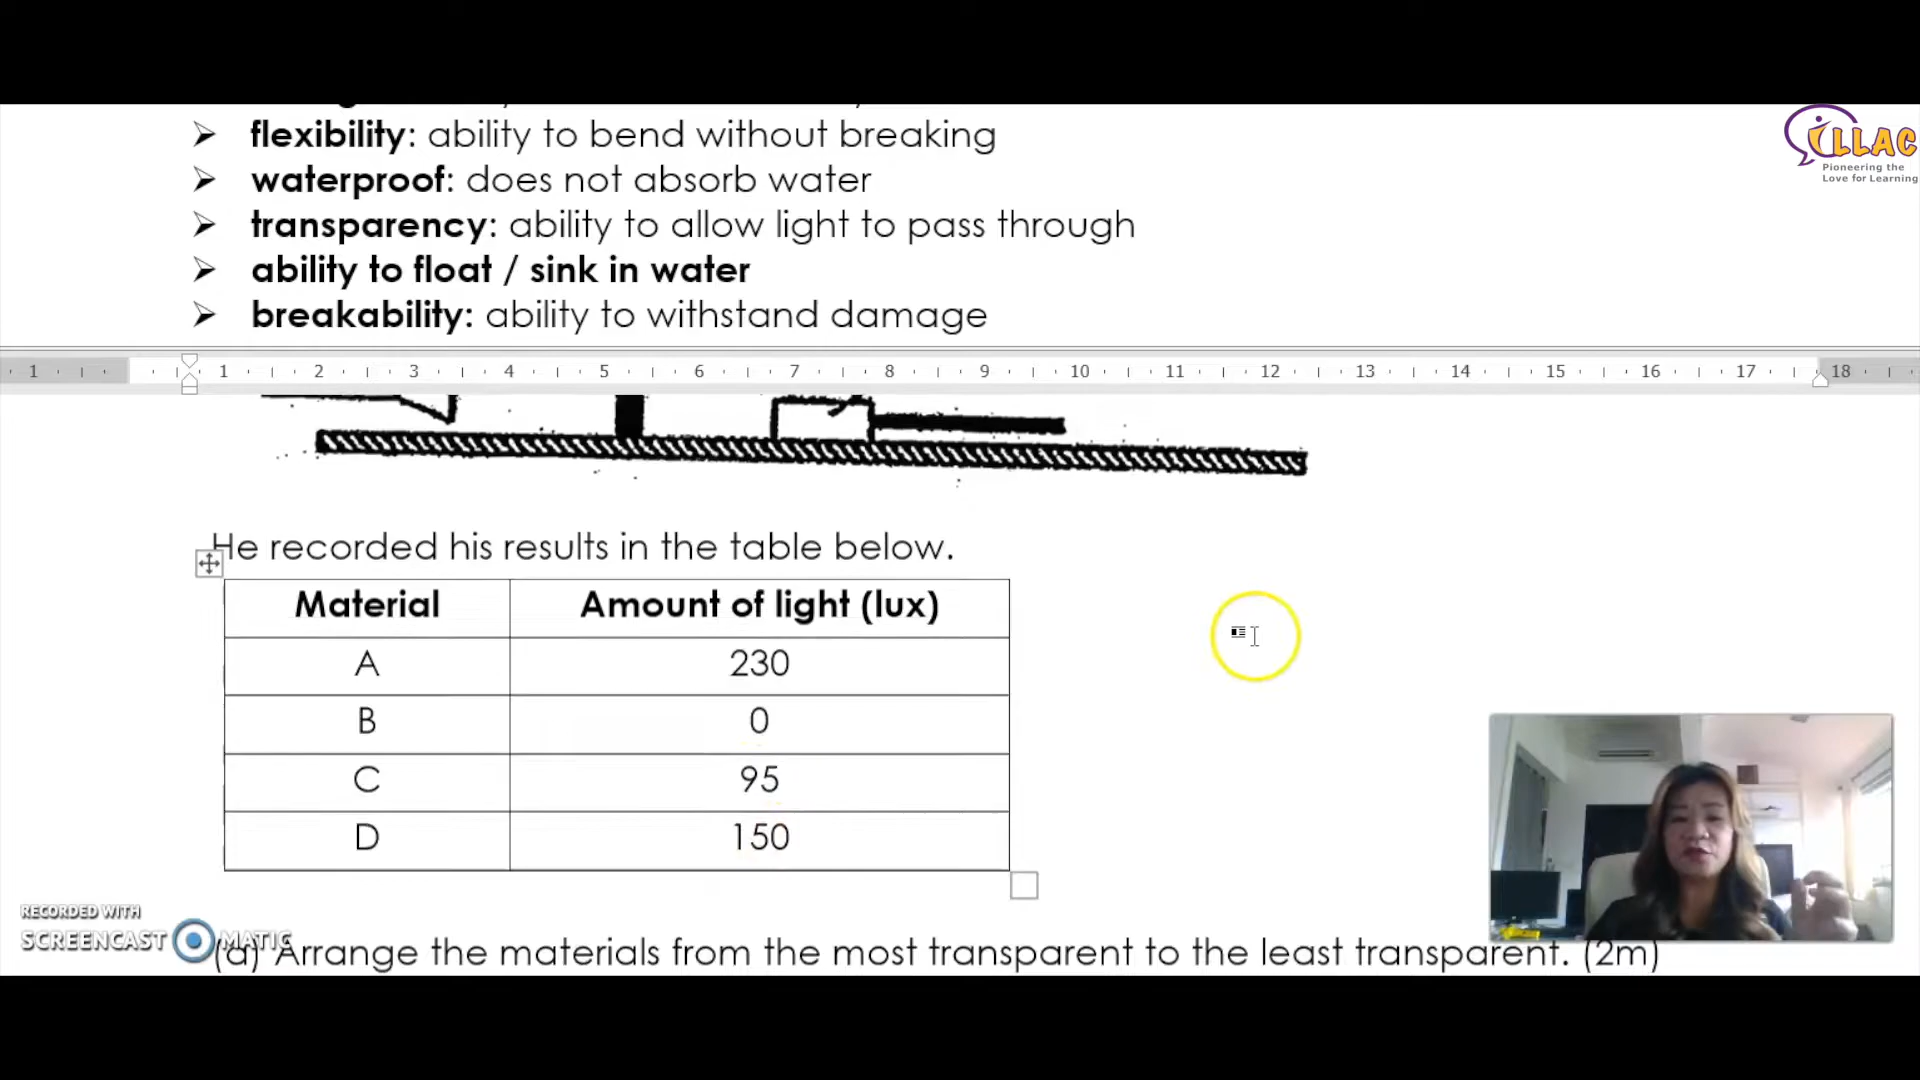 flexibility: ability to bend without breaking
waterproof: does not absorb water
transparency: ability to allow light to pass through
ability to float / sink in water
breakability: ability to withstand damage
iLLAC
Pioneering the
Love for Learning
1 1 2 3 4 5 6 7 8 9 10 11 12 13 14 15 16 17 18
He recorded his results in the table below.
Material Amount of light (lux)
A 230
B 0
C 95
D 150
RECORDED WITH
SCREENCAST MATIC
(a) Arrange the materials from the most transparent to the least transparent. (2m)